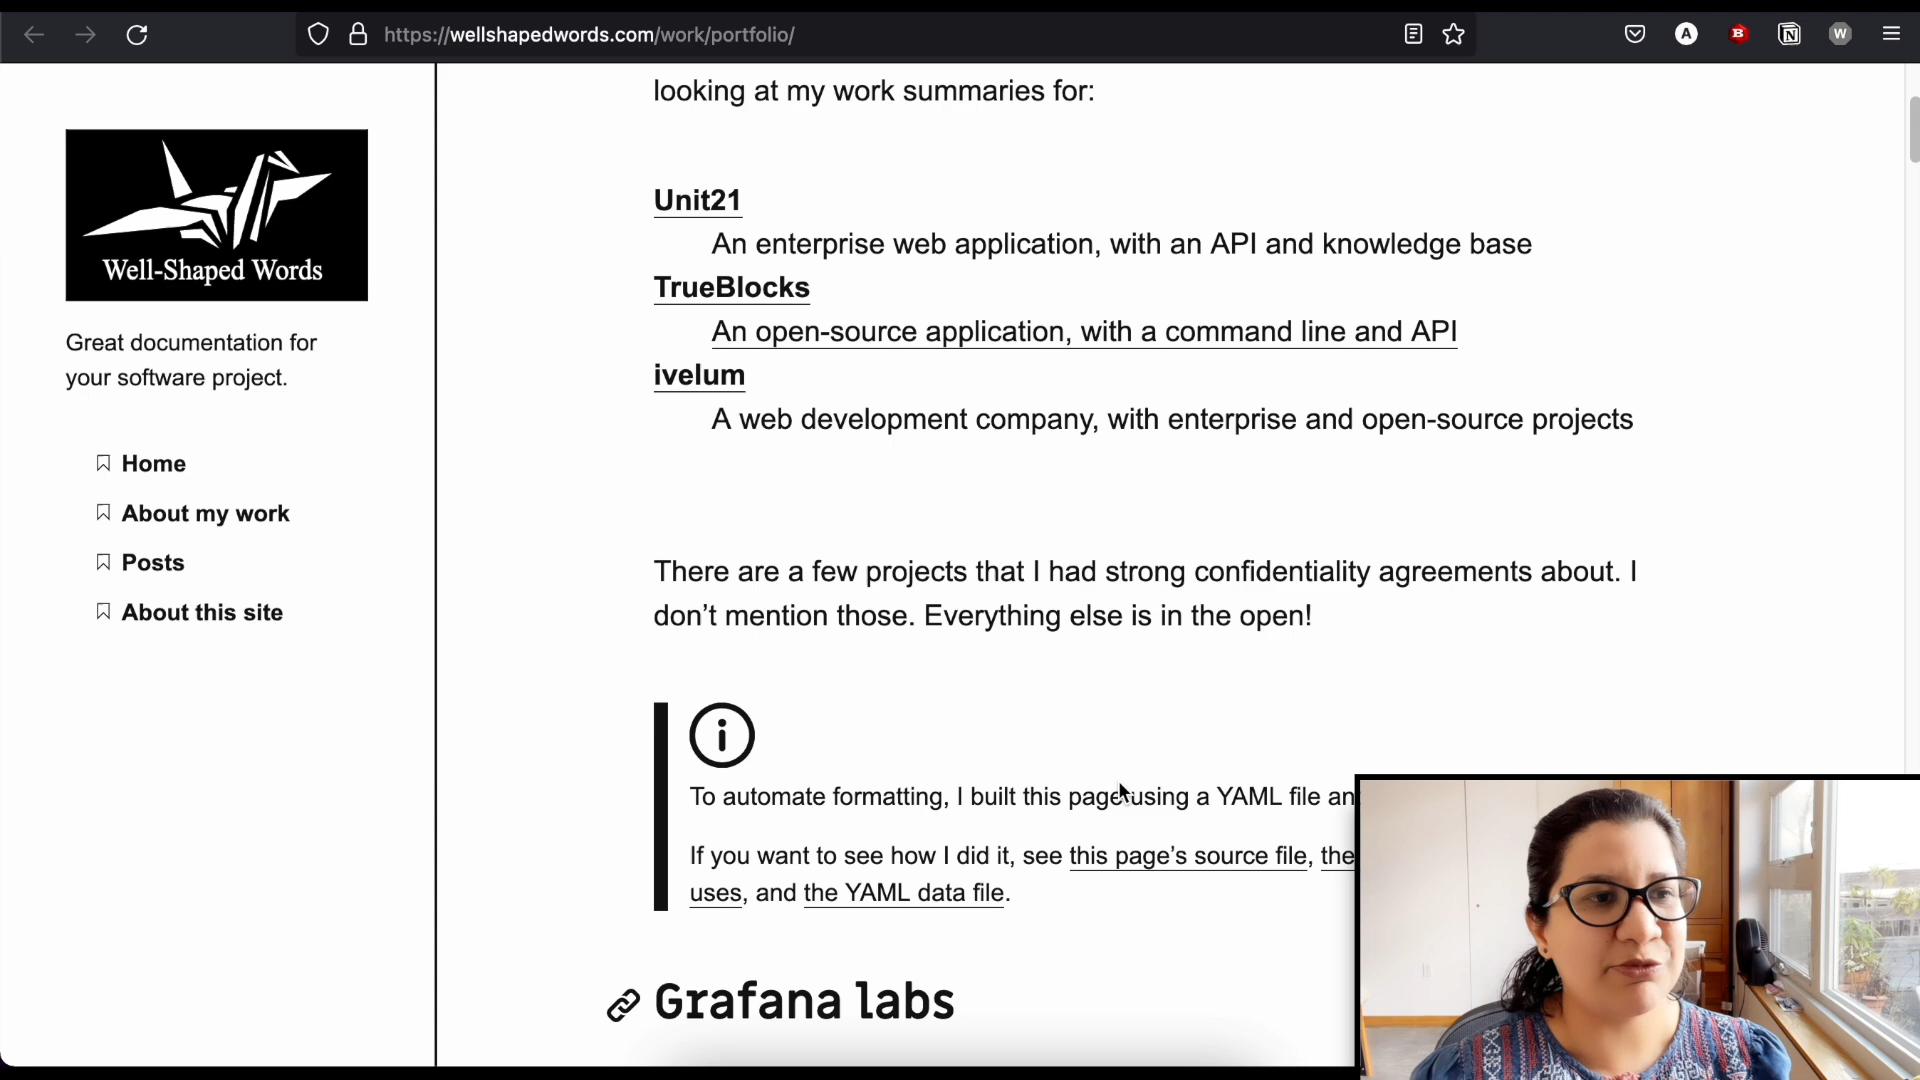 https://wellshapedwords.com/work/portfolio/
A
B
N
W
Well-Shaped Words
Great documentation for
your software project.
Home
About my work
Posts
About this site
looking at my work summaries for:
Unit21
An enterprise web application, with an API and knowledge base
TrueBlocks
An open-source application, with a command line and API
ivelum
A web development company, with enterprise and open-source projects
There are a few projects that I had strong confidentiality agreements about. I
don’t mention those. Everything else is in the open!
i
To automate formatting, I built this page using a YAML file an
If you want to see how I did it, see this page’s source file, the
uses, and the YAML data file.
Grafana labs